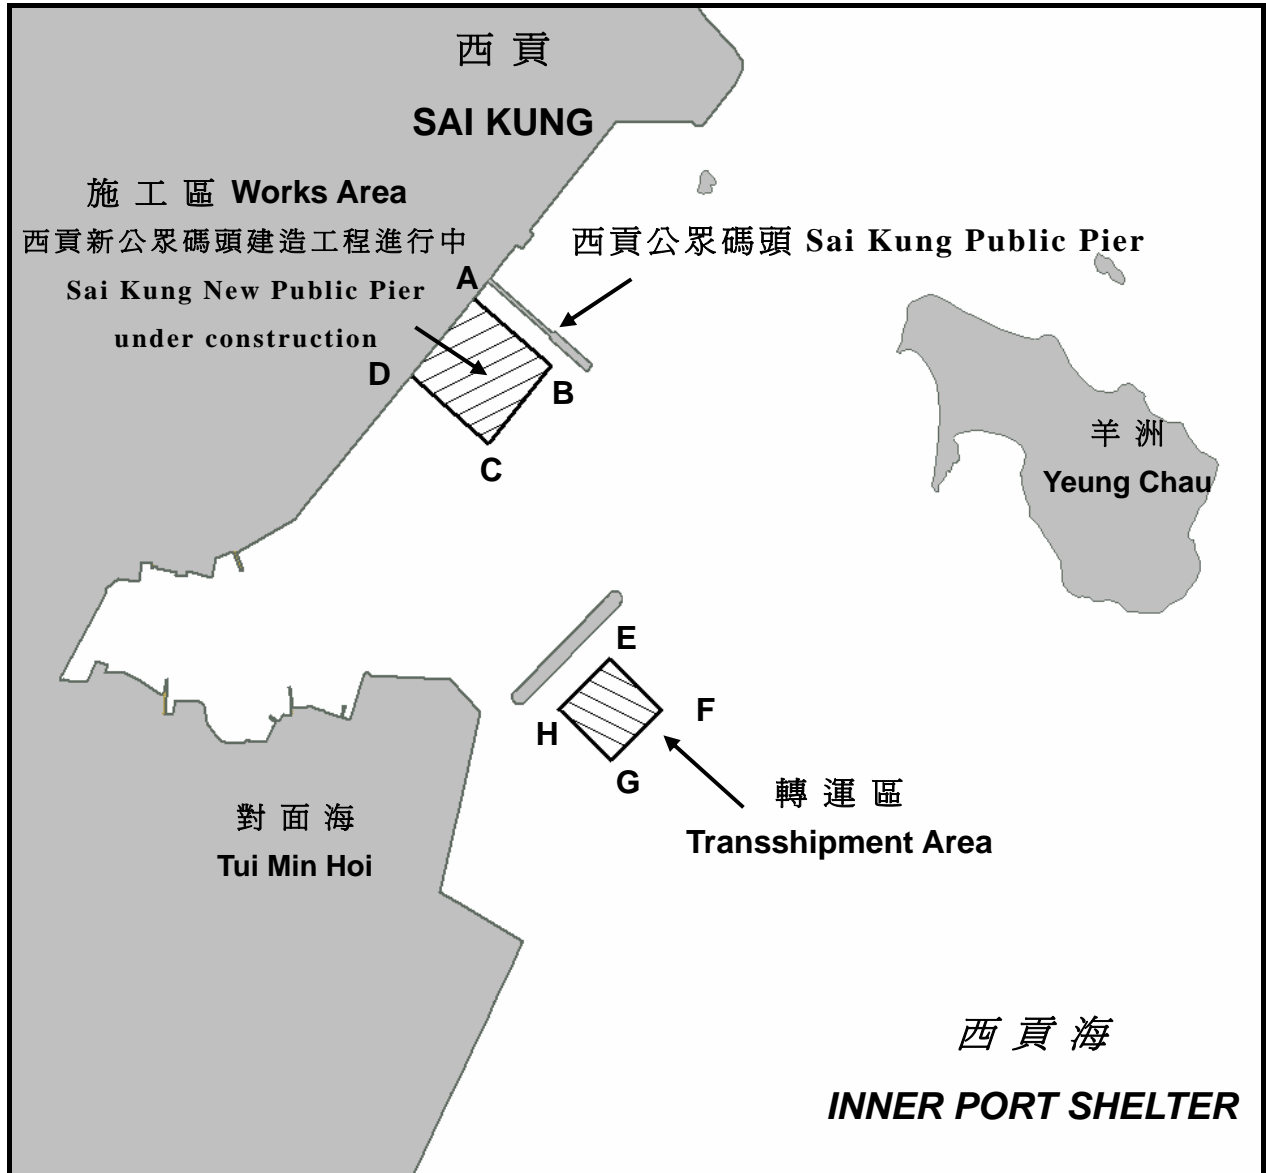 西貢
SAI KUNG
施工區 Works Area
西貢新公眾碼頭建造工程進行中
Sai Kung New Public Pier
under construction
西貢公眾碼頭 Sai Kung Public Pier
A
B
C
D
羊洲
Yeung Chau
E
F
G
H
轉運區
Transshipment Area
對面海
Tui Min Hoi
西貢海
INNER PORT SHELTER